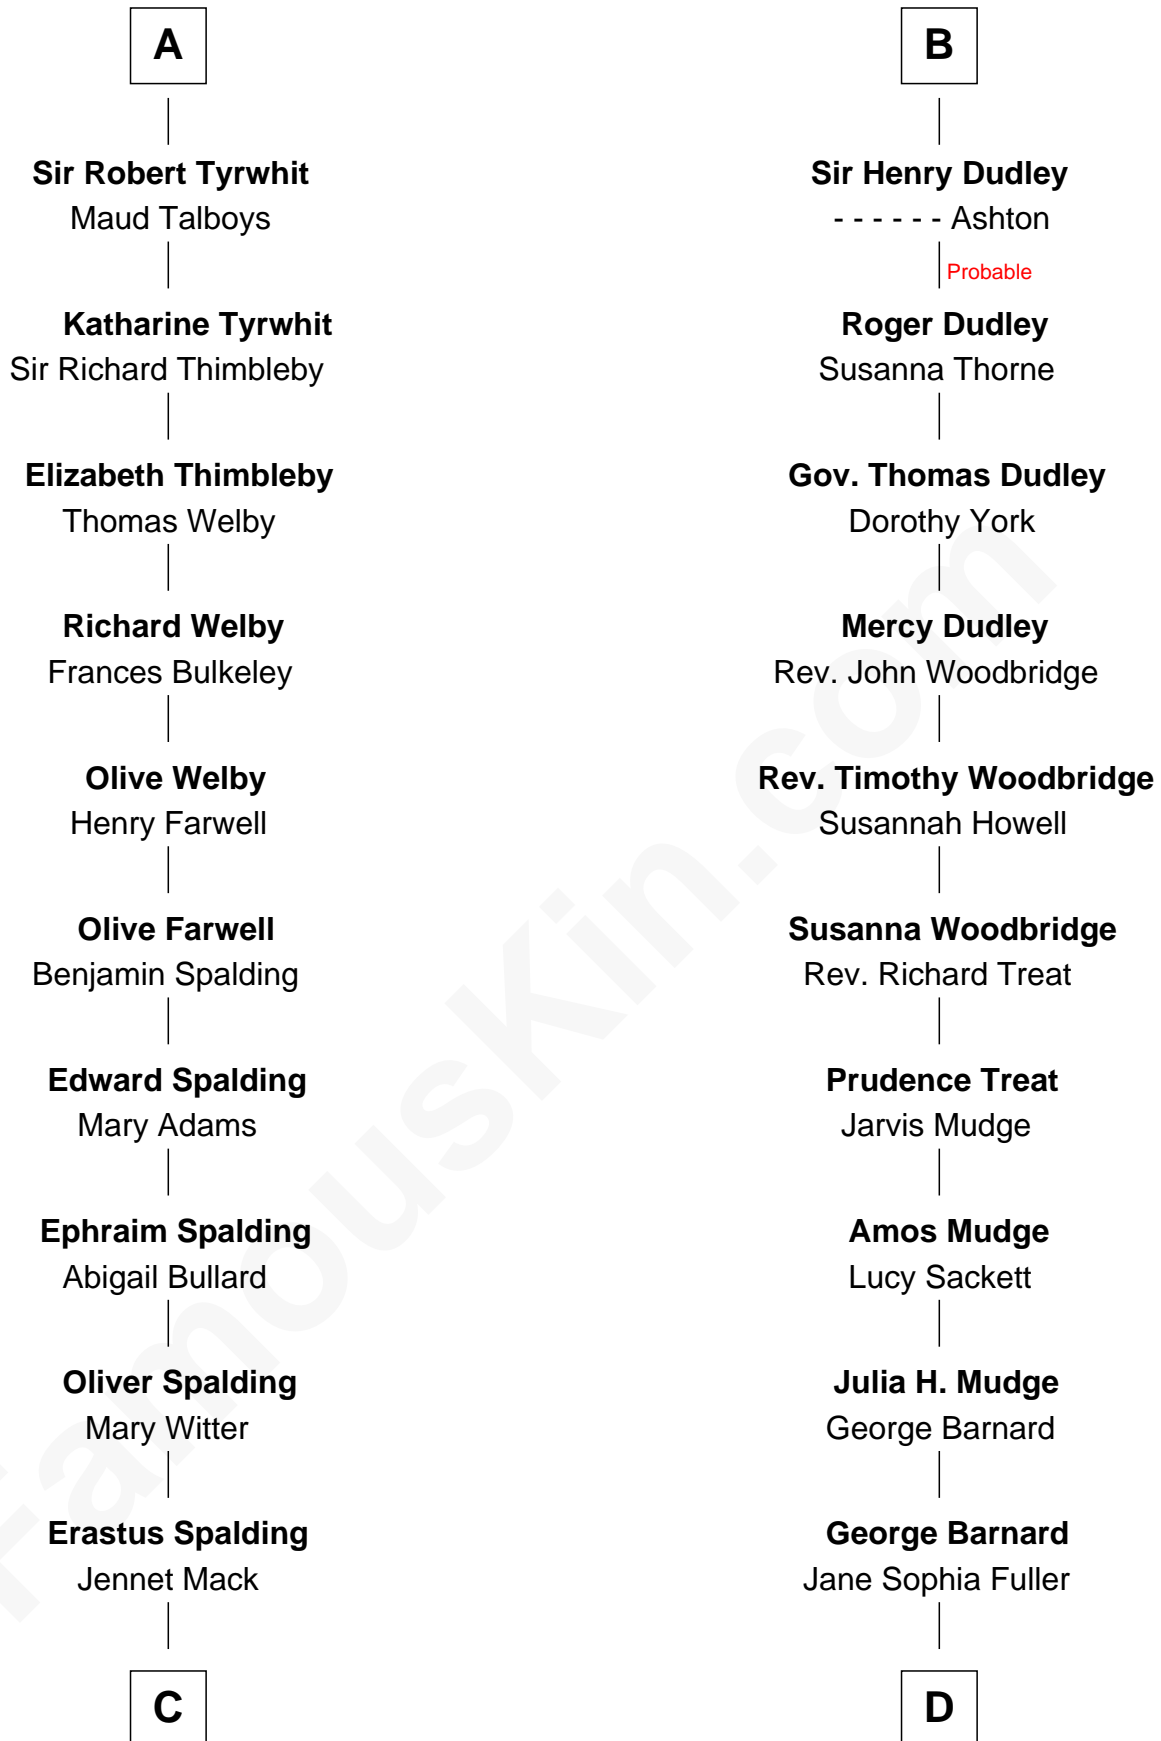 A
Sir Robert Tyrwhit
Maud Talboys
Katharine Tyrwhit
Sir Richard Thimbleby
Elizabeth Thimbleby
Thomas Welby
Richard Welby
Frances Bulkeley
Olive Welby
Henry Farwell
Olive Farwell
Benjamin Spalding
Edward Spalding
Mary Adams
Ephraim Spalding
Abigail Bullard
Oliver Spalding
Mary Witter
Erastus Spalding
Jennet Mack
C
B
Sir Henry Dudley
- - - - - - Ashton
Probable
Roger Dudley
Susanna Thorne
Gov. Thomas Dudley
Dorothy York
Mercy Dudley
Rev. John Woodbridge
Rev. Timothy Woodbridge
Susannah Howell
Susanna Woodbridge
Rev. Richard Treat
Prudence Treat
Jarvis Mudge
Amos Mudge
Lucy Sackett
Julia H. Mudge
George Barnard
George Barnard
Jane Sophia Fuller
D
FamousKin.com